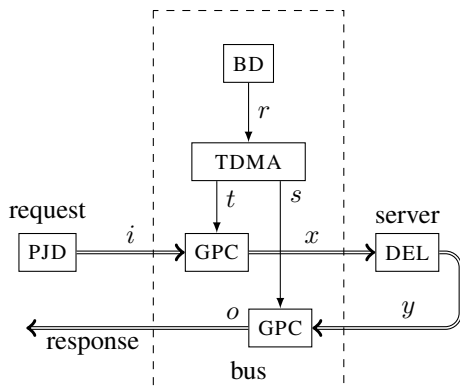 BD
r
TDMA
t
s
request
server
PJD
i
GPC
x
DEL
o
GPC
y
response
bus